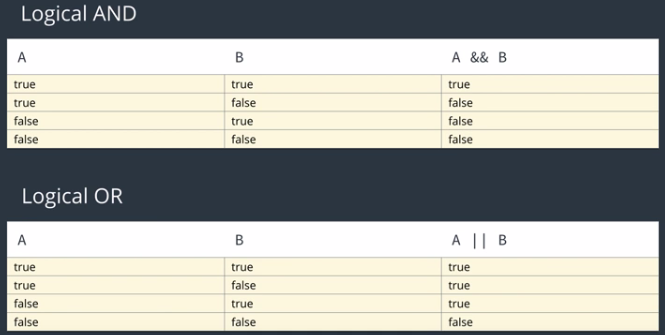 Logical AND
A B A && B
true true true
true false false
false true false
false false false
Logical OR
A B A || B
true true true
true false true
false true true
false false false